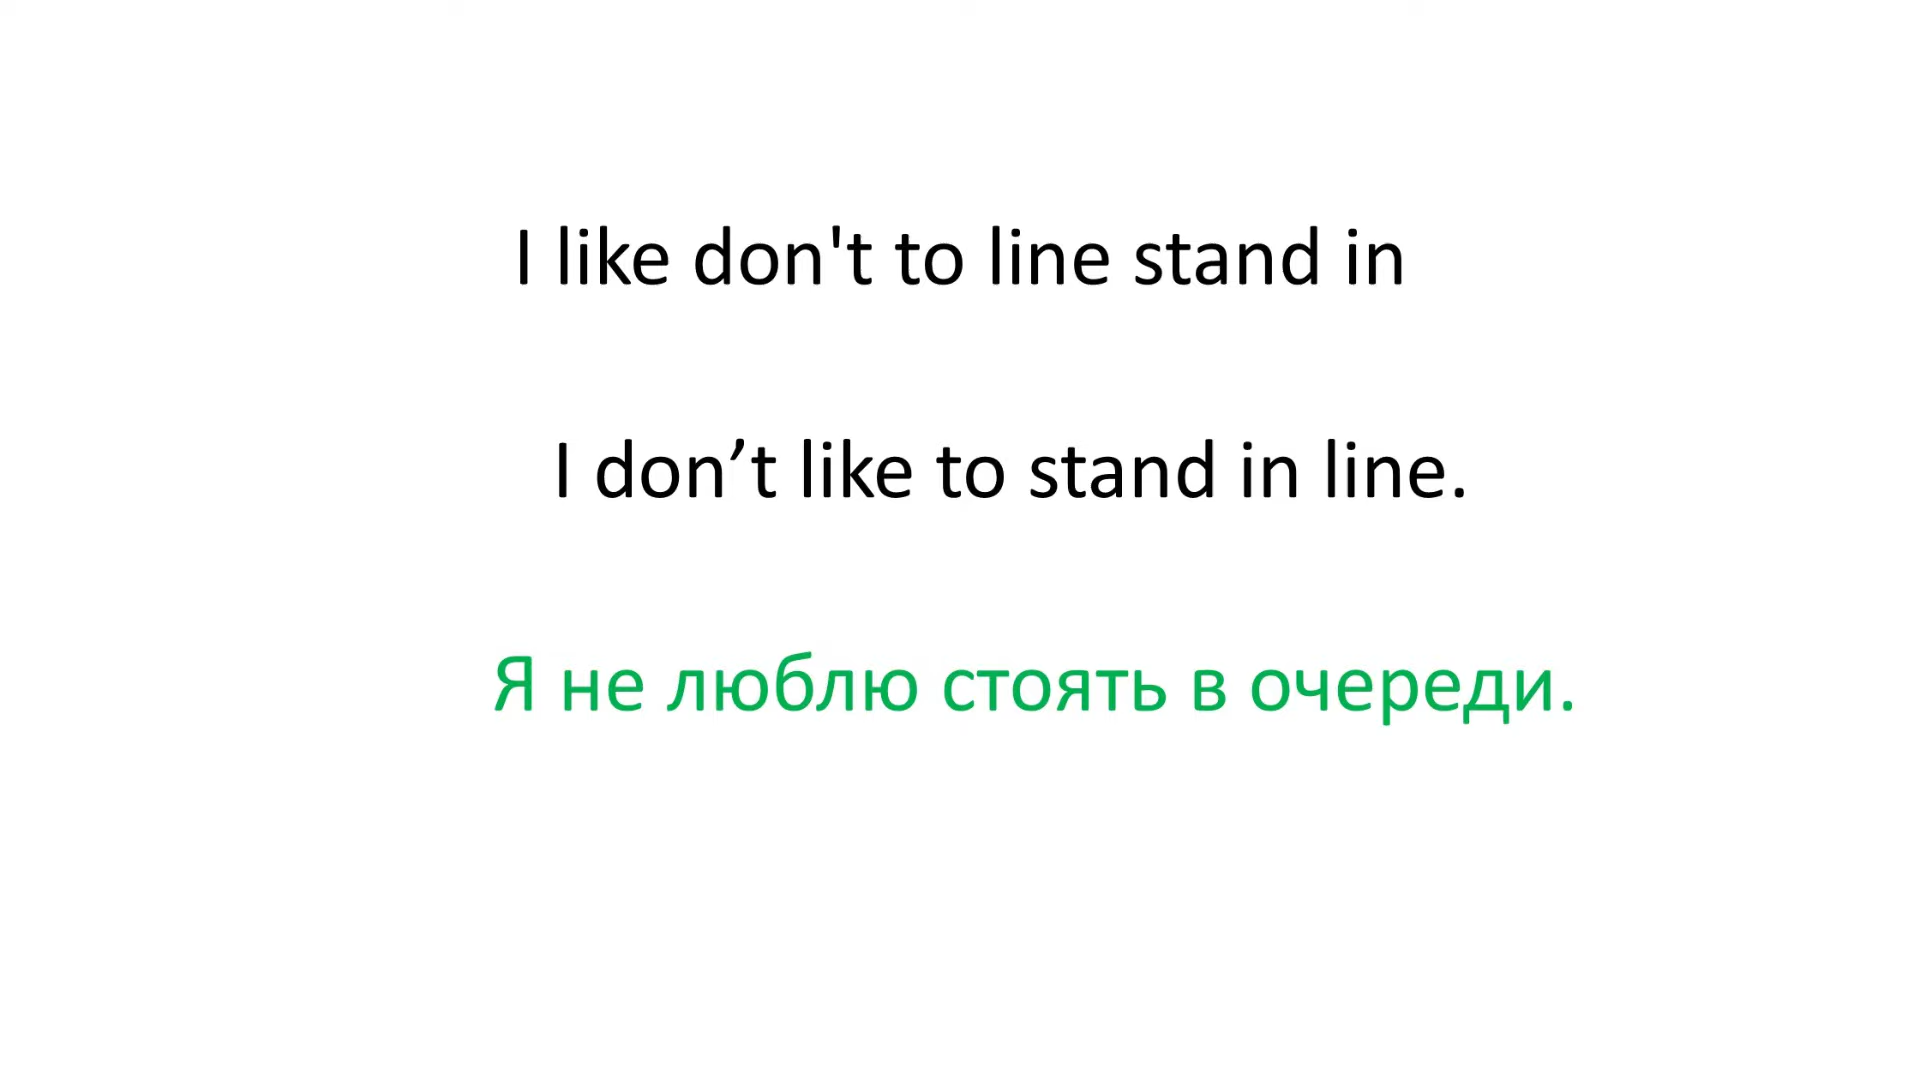 I like don't to line stand in
I don’t like to stand in line.
Я не люблю стоять в очереди.